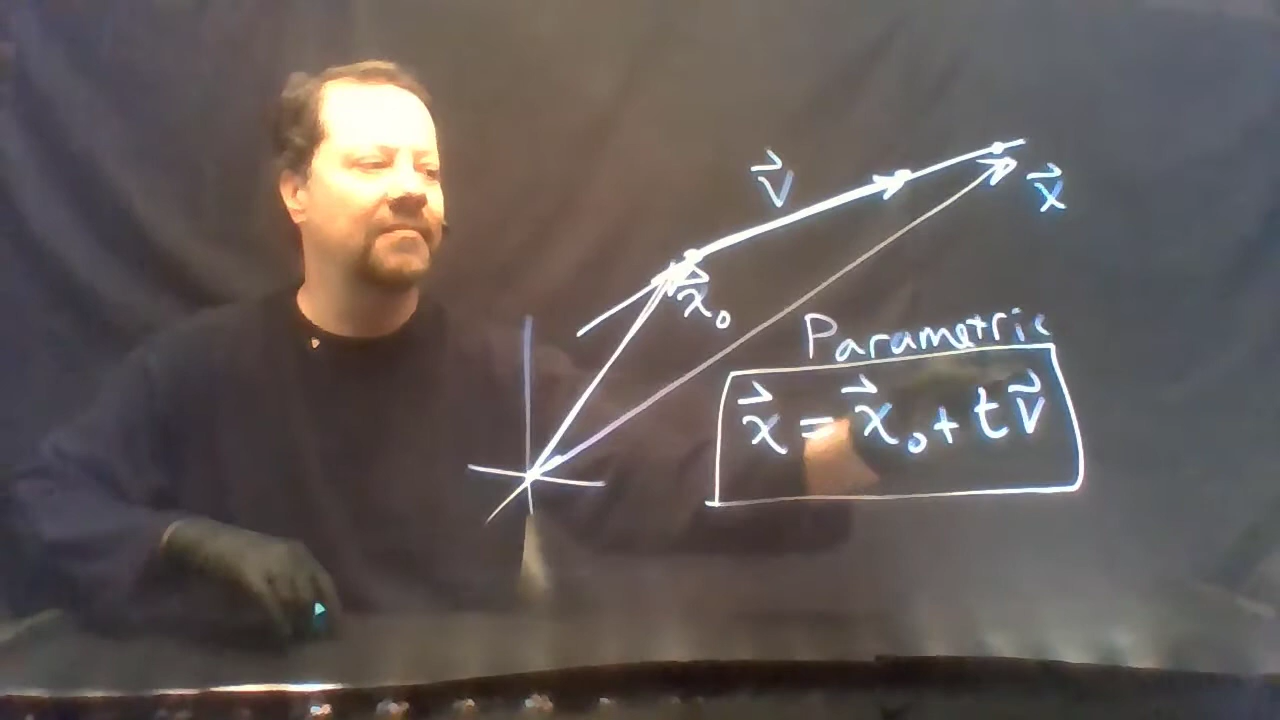 v⃗
x⃗
x⃗₀
Parametric
x⃗ = x⃗₀ + t v⃗